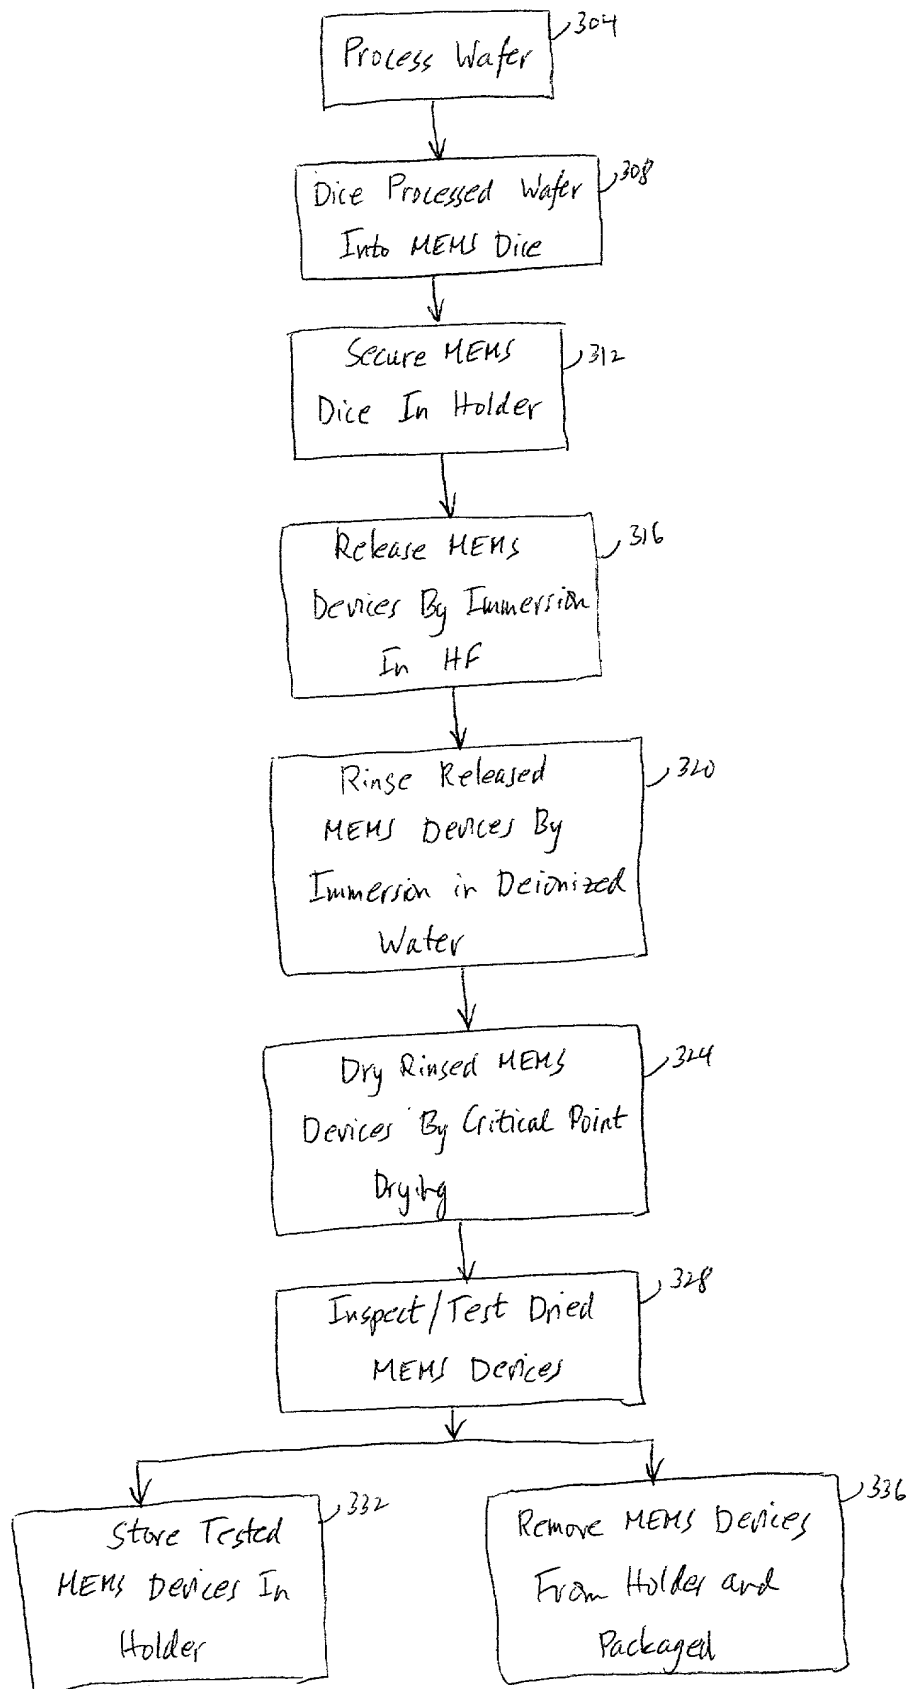 304
Process Wafer
308
Dice Processed Wafer
Into MEMS Dice
312
Secure MEMS
Dice In Holder
316
Release MEMS
Devices By Immersion
In HF
320
Rinse Released
MEMS Devices By
Immersion in Deionized
Water
324
Dry Rinsed MEMS
Devices By Critical Point
Drying
328
Inspect/Test Dried
MEMS Devices
332
Store Tested
MEMS Devices In
Holder
336
Remove MEMS Devices
From Holder and
Packaged